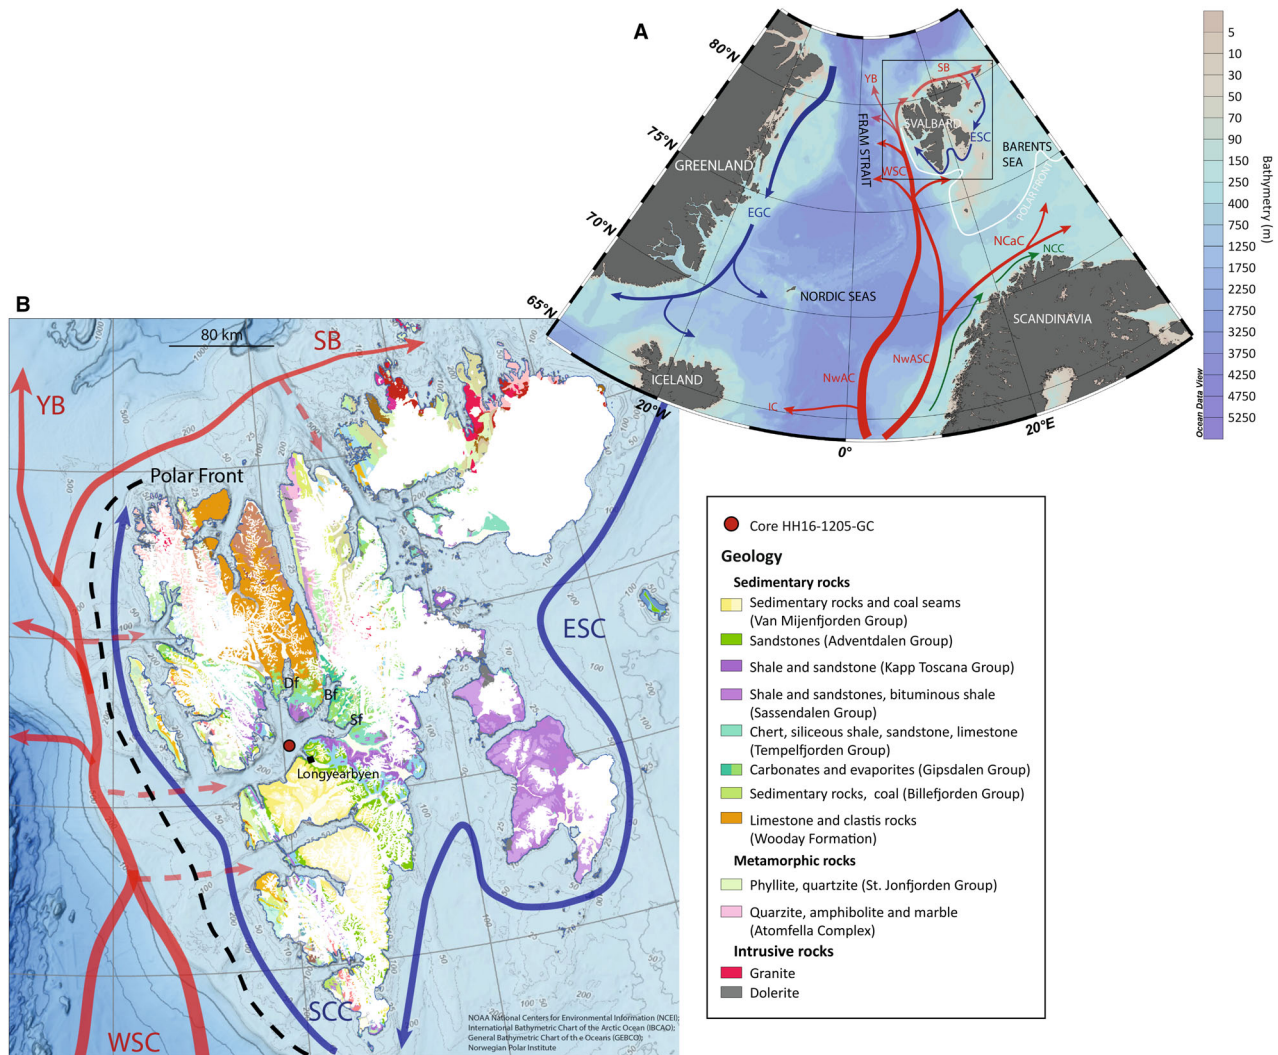 A
80°N
75°N
70°N
65°N
20°W
0°
20°E
GREENLAND
ICELAND
SVALBARD
SCANDINAVIA
NORDIC SEAS
FRAM STRAIT
BARENTS
SEA
POLAR FRONT
YB
SB
ESC
WSC
EGC
NCaC
NCC
NwASC
NwAC
IC
5
10
30
50
70
90
150
250
400
750
1250
1750
2250
2750
3250
3750
4250
4750
5250
Bathymetry (m)
Ocean Data View
B
80 km
SB
YB
Polar Front
ESC
Df
Bf
Sf
Longyearbyen
SCC
WSC
NOAA National Centers for Environmental Information (NCEI);
International Bathymetric Chart of the Arctic Ocean (IBCAO);
General Bathymetric Chart of the Oceans (GEBCO);
Norwegian Polar Institute
Core HH16-1205-GC
Geology
Sedimentary rocks
Sedimentary rocks and coal seams
(Van Mijenfjorden Group)
Sandstones (Adventdalen Group)
Shale and sandstone (Kapp Toscana Group)
Shale and sandstones, bituminous shale
(Sassendalen Group)
Chert, siliceous shale, sandstone, limestone
(Tempelfjorden Group)
Carbonates and evaporites (Gipsdalen Group)
Sedimentary rocks, coal (Billefjorden Group)
Limestone and clastis rocks
(Wooday Formation)
Metamorphic rocks
Phyllite, quartzite (St. Jonfjorden Group)
Quarzite, amphibolite and marble
(Atomfella Complex)
Intrusive rocks
Granite
Dolerite